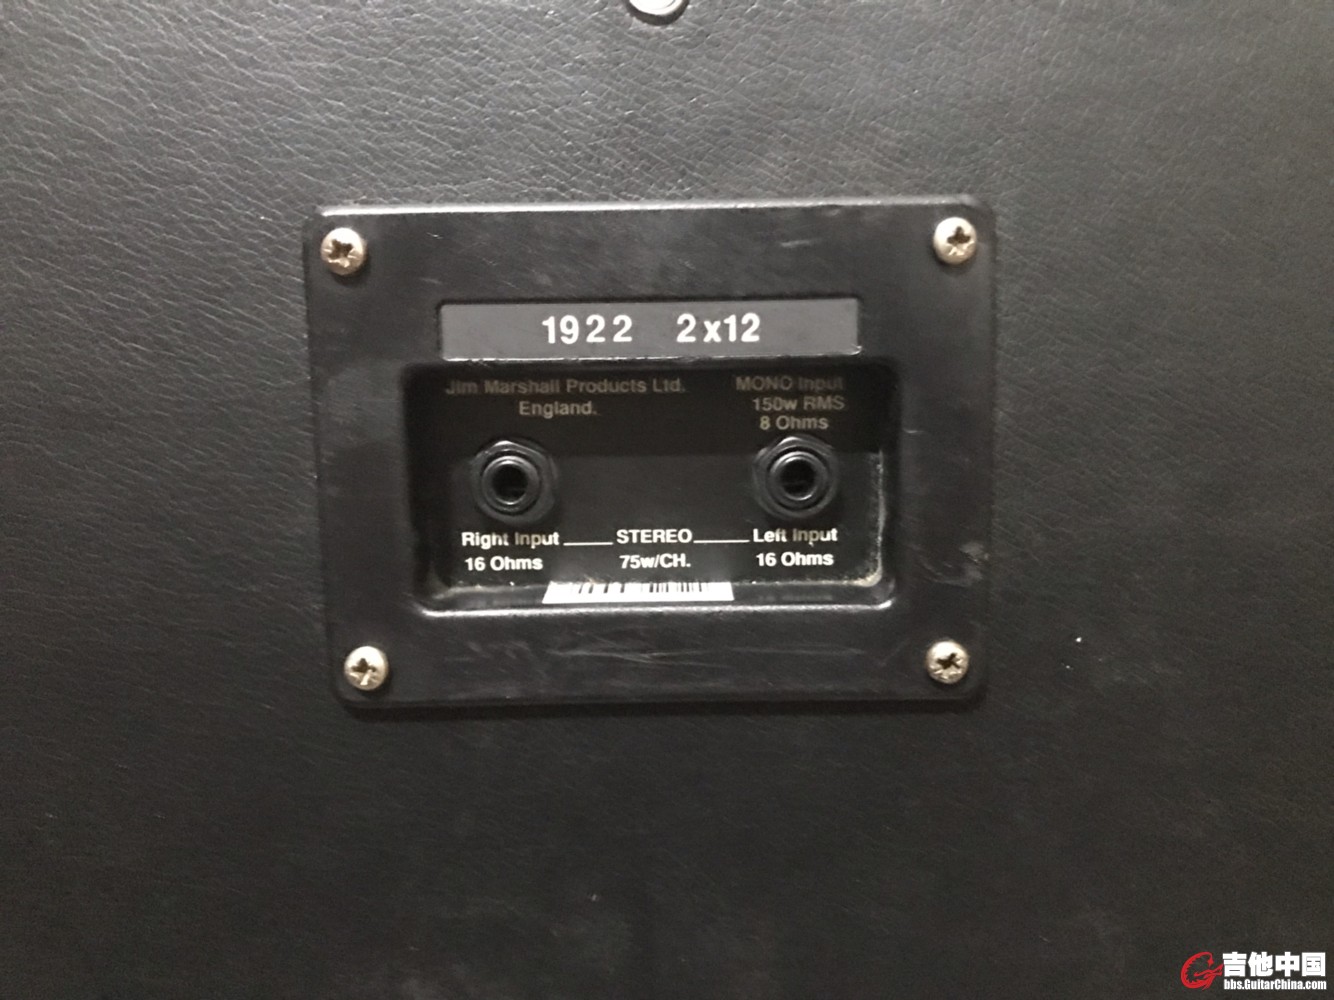 1922 2x12
Jim Marshall Products Ltd.
England.
MONO Input
150w RMS
8 Ohms
Right Input STEREO Left Input
16 Ohms 75w/CH. 16 Ohms
吉他中国
bbs.GuitarChina.com